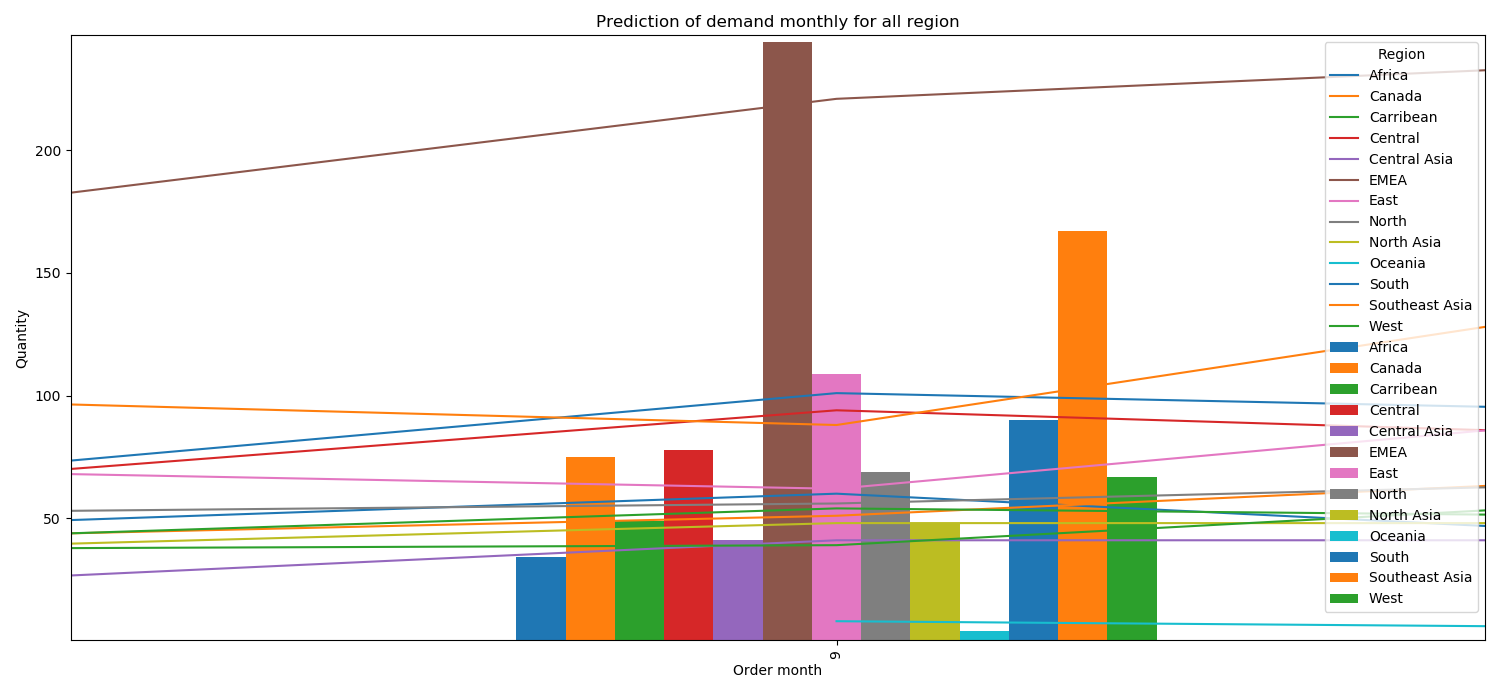 Prediction of demand monthly for all region
Region
Africa
Canada
Carribean
Central
Central Asia
EMEA
East
North
North Asia
Oceania
South
Southeast Asia
West
Africa
Canada
Carribean
Central
Central Asia
EMEA
East
North
North Asia
Oceania
South
Southeast Asia
West
200
150
100
50
Quantity
9
Order month